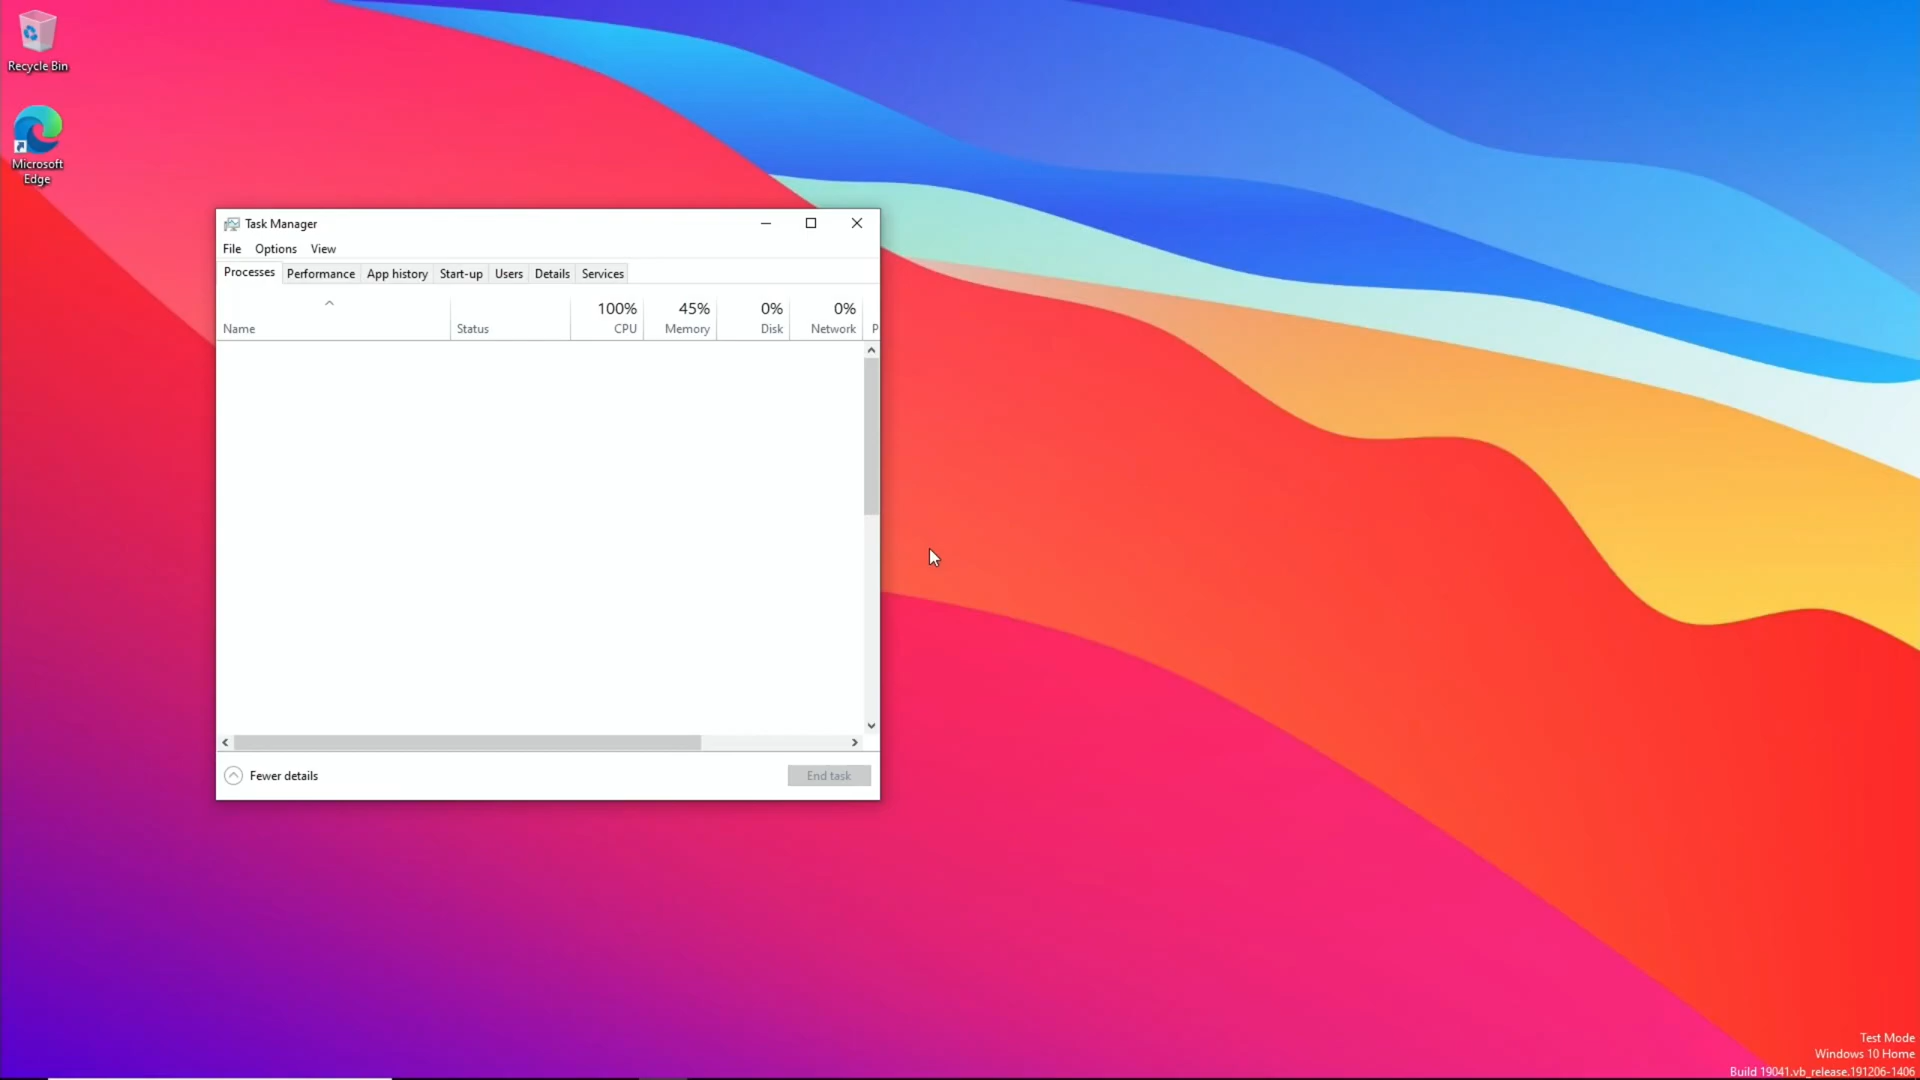 Recycle Bin
Microsoft
Edge
Task Manager
File Options View
Processes Performance App history Start-up Users Details Services
100% 45% 0% 0%
Name Status CPU Memory Disk Network P
Fewer details End task
Test Mode
Windows 10 Home
Build 19041.vb_release.191206-1406